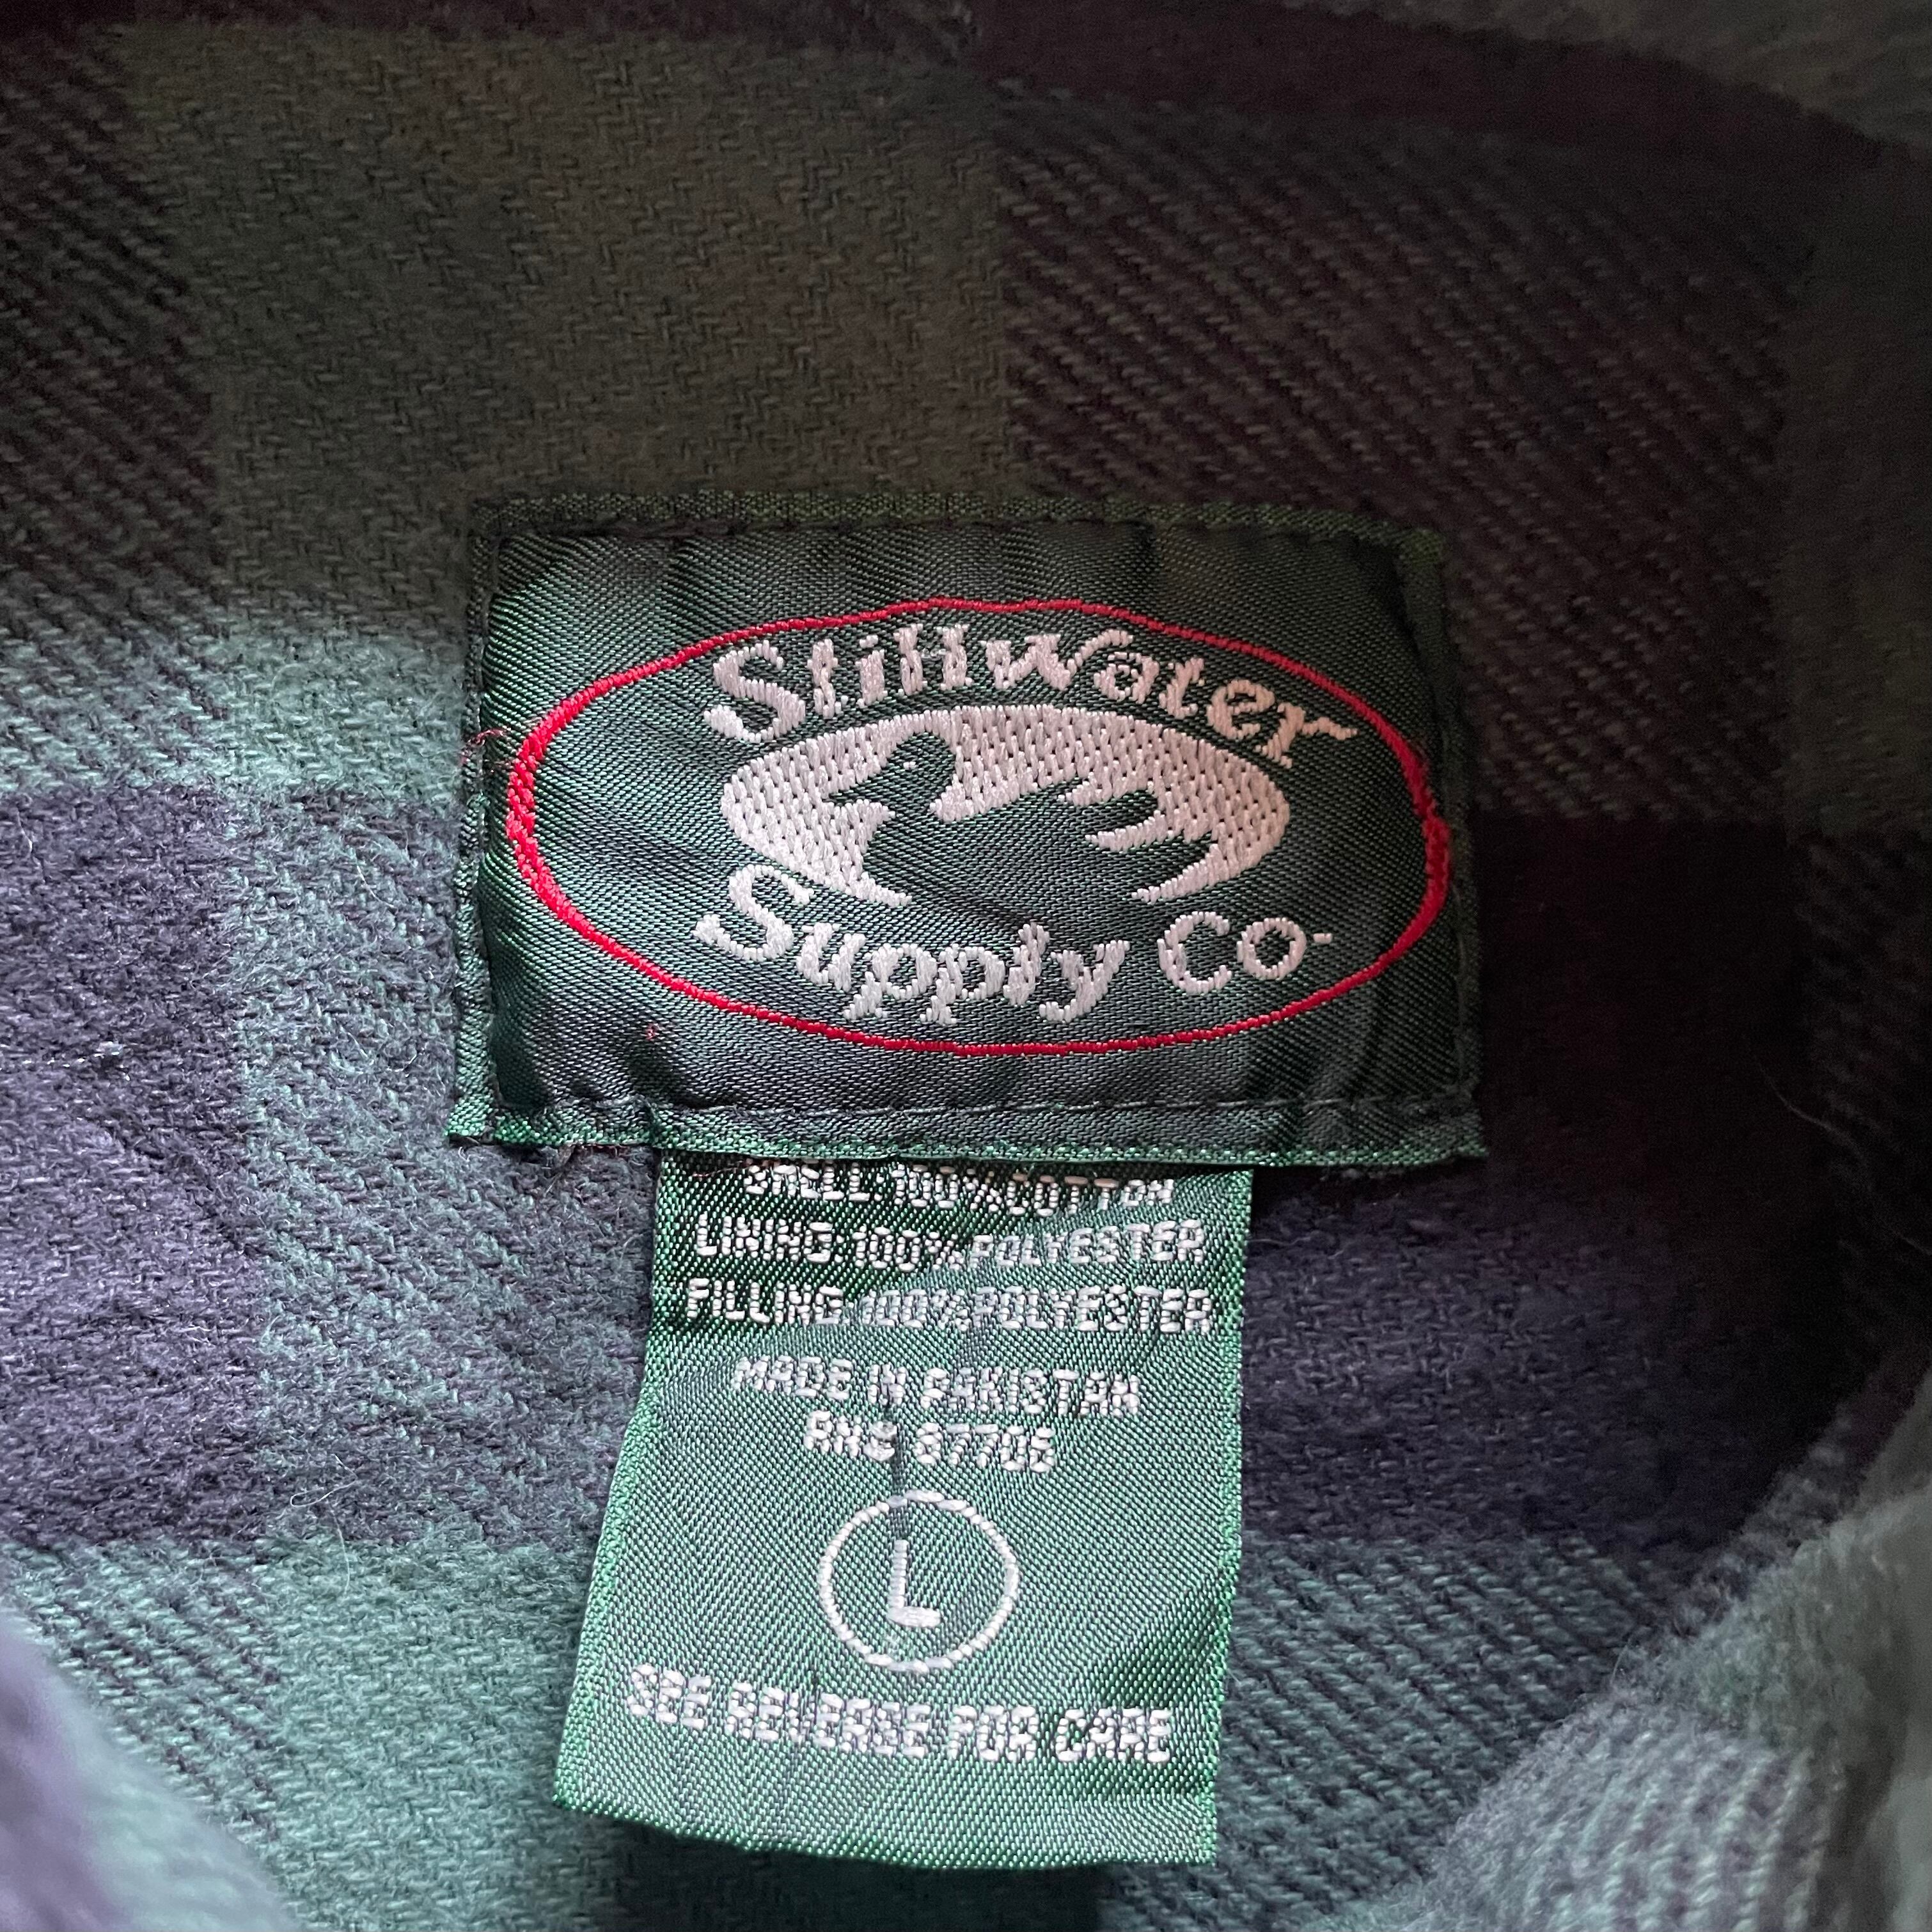 StillWater
Supply Co.
SHELL:100%COTTON
LINING:100%POLYESTER
FILLING:100%POLYESTER
MADE IN PAKISTAN
RN# 87706
L
SEE REVERSE FOR CARE